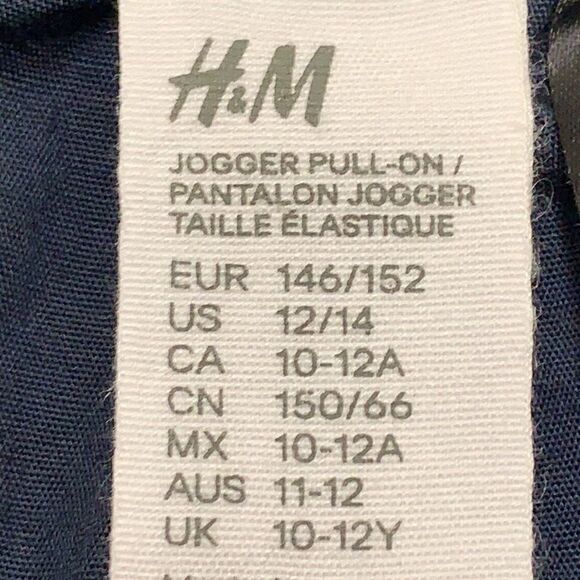 H&M
JOGGER PULL-ON /
PANTALON JOGGER
TAILLE ÉLASTIQUE
EUR 146/152
US 12/14
CA 10-12A
CN 150/66
MX 10-12A
AUS 11-12
UK 10-12Y